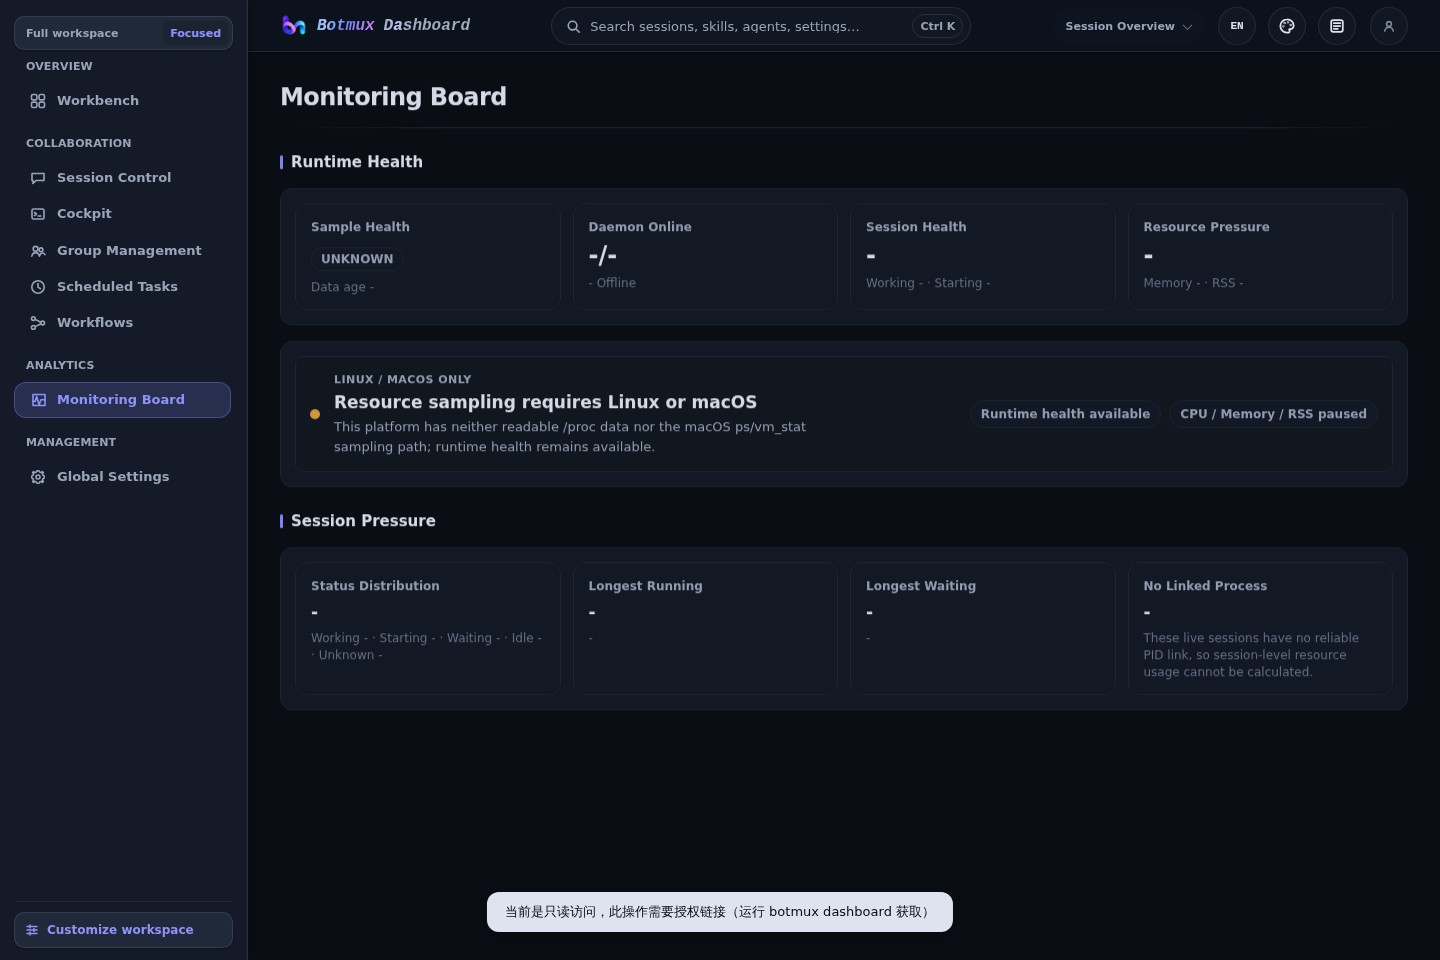 Full workspace Focused
OVERVIEW
Workbench
COLLABORATION
Session Control
Cockpit
Group Management
Scheduled Tasks
Workflows
ANALYTICS
Monitoring Board
MANAGEMENT
Global Settings
Customize workspace
Botmux Dashboard
Search sessions, skills, agents, settings...
Ctrl K
Session Overview
EN
Monitoring Board
Runtime Health
Sample Health
UNKNOWN
Data age -
Daemon Online
-/-
- Offline
Session Health
-
Working - · Starting -
Resource Pressure
-
Memory - · RSS -
LINUX / MACOS ONLY
Resource sampling requires Linux or macOS
This platform has neither readable /proc data nor the macOS ps/vm_stat
sampling path; runtime health remains available.
Runtime health available
CPU / Memory / RSS paused
Session Pressure
Status Distribution
-
Working - · Starting - · Waiting - · Idle -
· Unknown -
Longest Running
-
-
Longest Waiting
-
-
No Linked Process
-
These live sessions have no reliable
PID link, so session-level resource
usage cannot be calculated.
当前是只读访问，此操作需要授权链接（运行 botmux dashboard 获取）